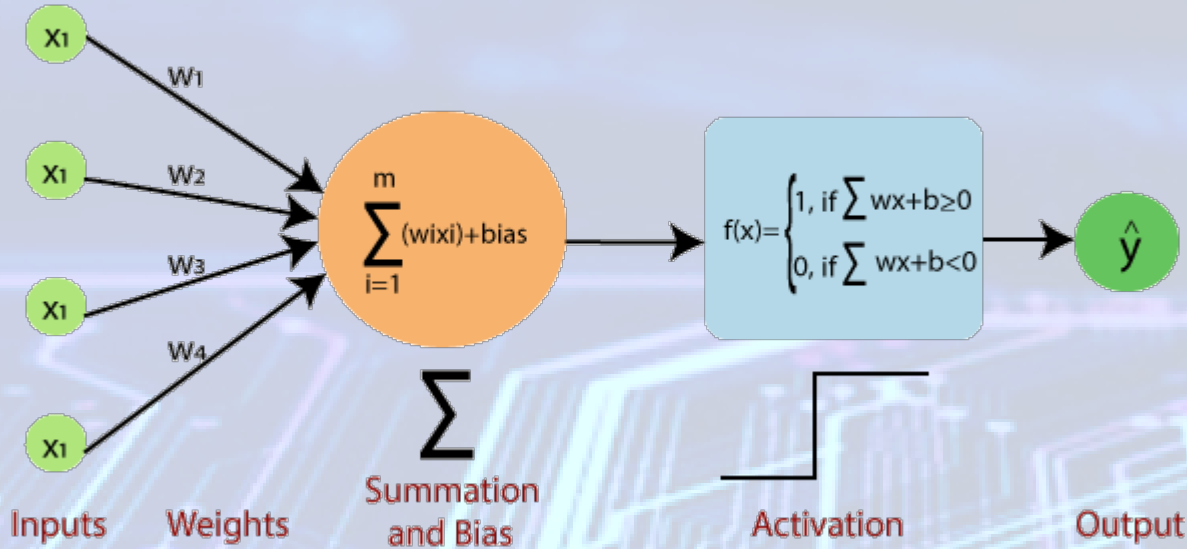 x1
w1
x1
w2
x1
w3
x1
w4
m
∑ (wixi)+bias
i=1
f(x)={1, if ∑ wx+b≥0
0, if ∑ wx+b<0
ŷ
∑
Inputs
Weights
Summation
and Bias
Activation
Output